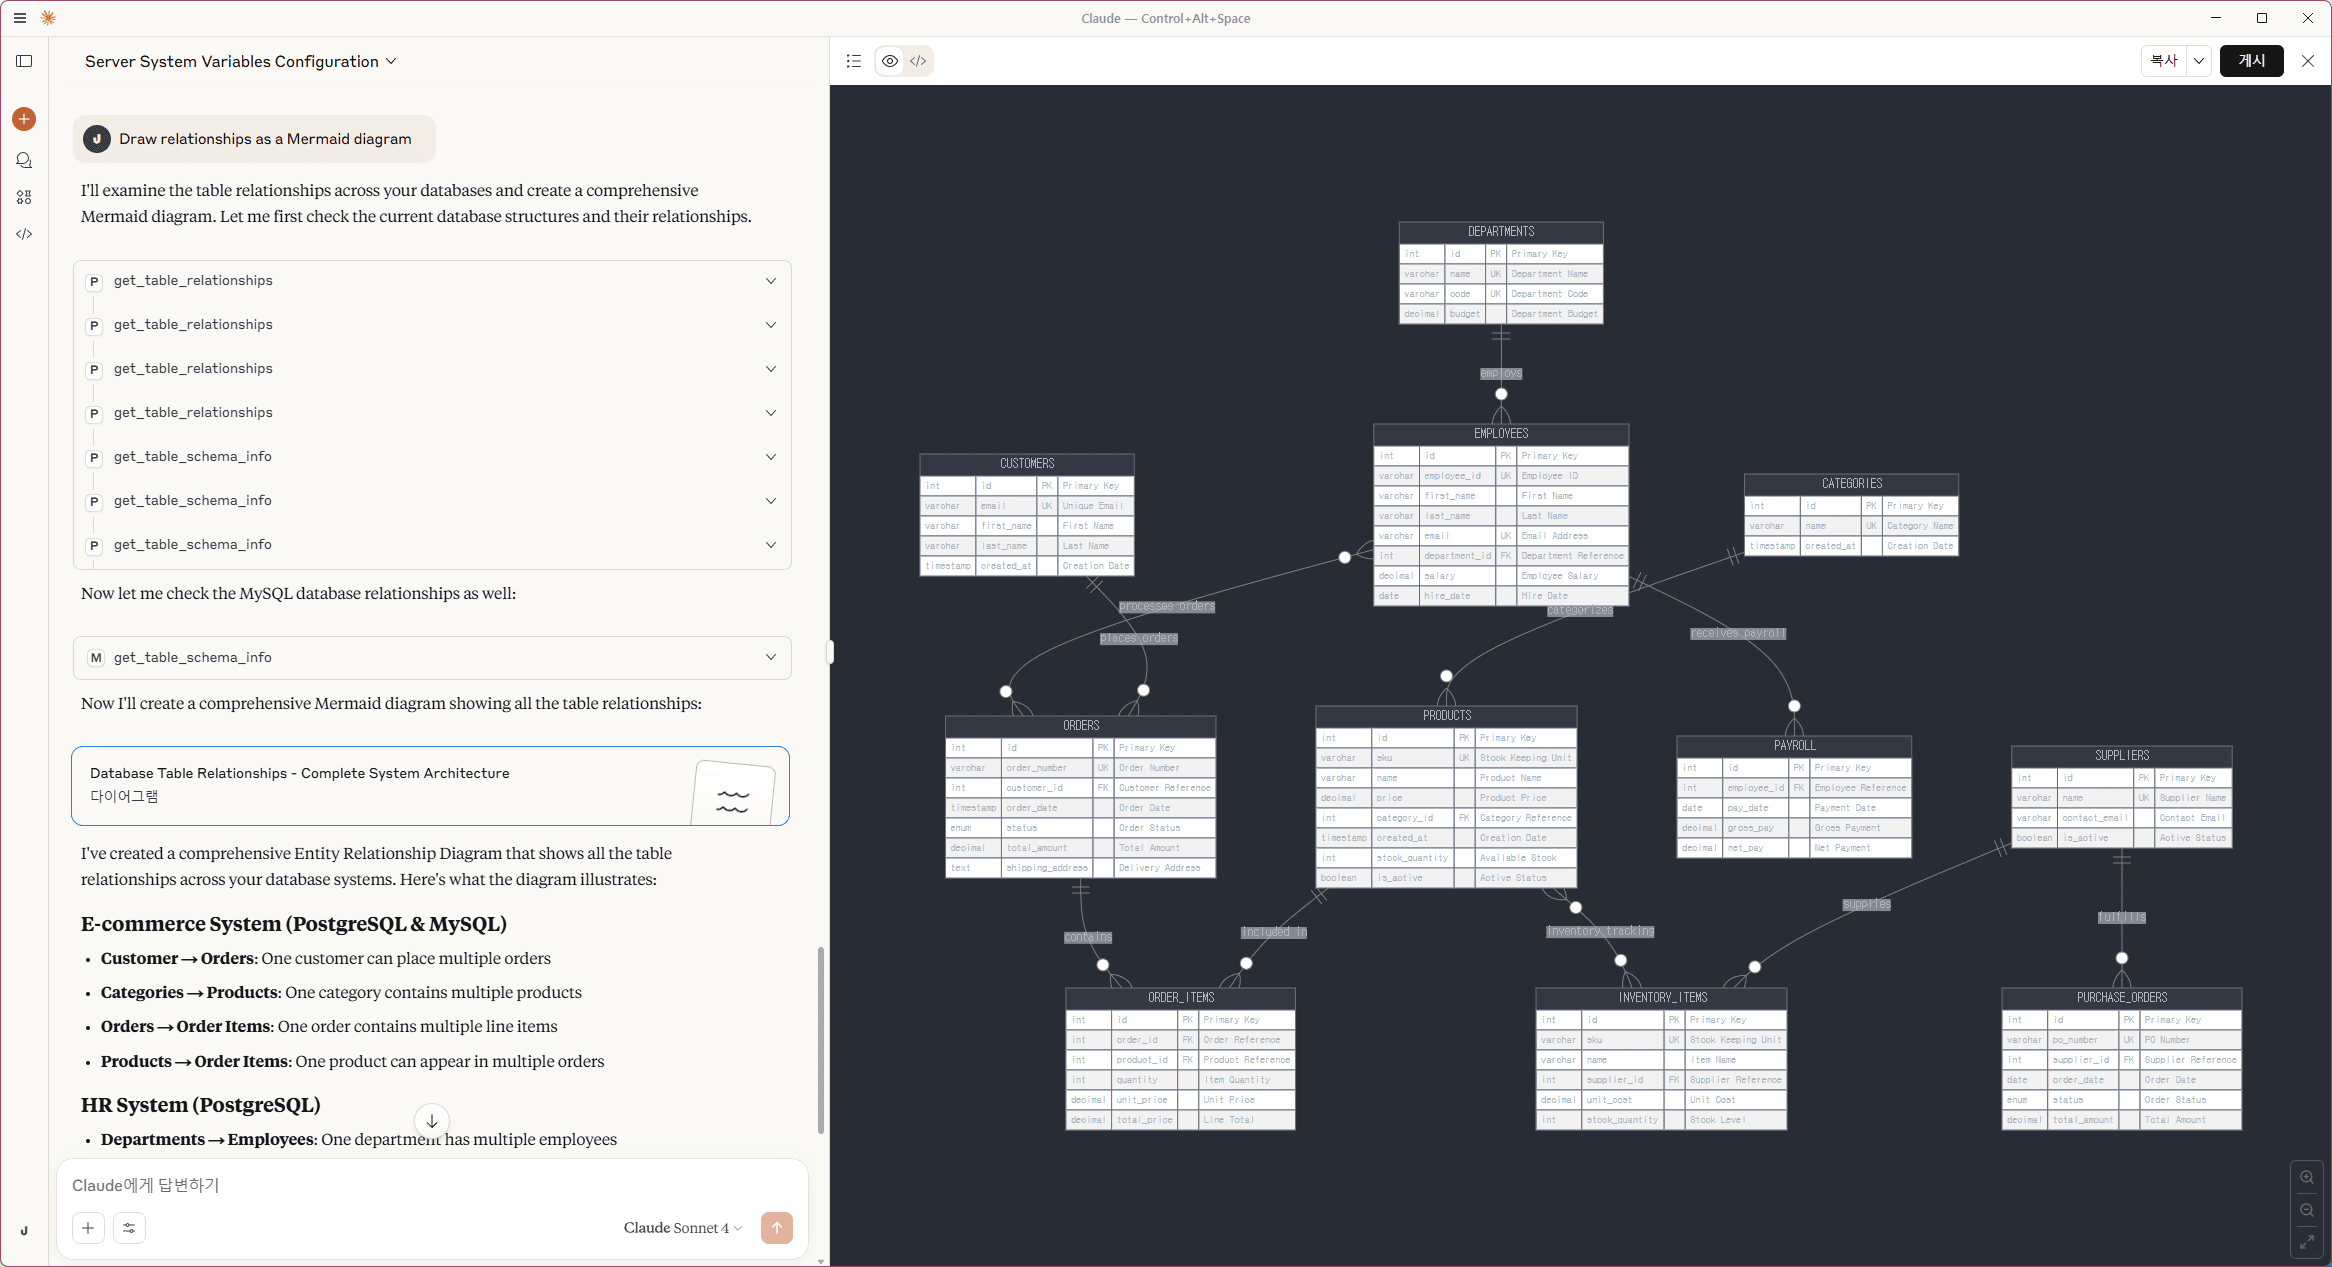 Claude — Control+Alt+Space
Server System Variables Configuration
J
Draw relationships as a Mermaid diagram
I'll examine the table relationships across your databases and create a comprehensive
Mermaid diagram. Let me first check the current database structures and their relationships.
P get_table_relationships
P get_table_relationships
P get_table_relationships
P get_table_relationships
P get_table_schema_info
P get_table_schema_info
P get_table_schema_info
Now let me check the MySQL database relationships as well:
M get_table_schema_info
Now I'll create a comprehensive Mermaid diagram showing all the table relationships:
Database Table Relationships - Complete System Architecture
다이어그램
I've created a comprehensive Entity Relationship Diagram that shows all the table
relationships across your database systems. Here's what the diagram illustrates:
E-commerce System (PostgreSQL & MySQL)
• Customer → Orders: One customer can place multiple orders
• Categories → Products: One category contains multiple products
• Orders → Order Items: One order contains multiple line items
• Products → Order Items: One product can appear in multiple orders
HR System (PostgreSQL)
• Departments → Employees: One department has multiple employees
Claude에게 답변하기
Claude Sonnet 4
J
복사
게시
DEPARTMENTS
int id PK Primary Key
varchar name UK Department Name
varchar code UK Department Code
decimal budget Department Budget
employs
EMPLOYEES
int id PK Primary Key
varchar employee_id UK Employee ID
varchar first_name First Name
varchar last_name Last Name
varchar email UK Email Address
int department_id FK Department Reference
decimal salary Employee Salary
date hire_date Hire Date
CUSTOMERS
int id PK Primary Key
varchar email UK Unique Email
varchar first_name First Name
varchar last_name Last Name
timestamp created_at Creation Date
CATEGORIES
int id PK Primary Key
varchar name UK Category Name
timestamp created_at Creation Date
processes orders
places orders
categorizes
receives payroll
ORDERS
int id PK Primary Key
varchar order_number UK Order Number
int customer_id FK Customer Reference
timestamp order_date Order Date
enum status Order Status
decimal total_amount Total Amount
text shipping_address Delivery Address
PRODUCTS
int id PK Primary Key
varchar sku UK Stock Keeping Unit
varchar name Product Name
decimal price Product Price
int category_id FK Category Reference
timestamp created_at Creation Date
int stock_quantity Available Stock
boolean is_active Active Status
PAYROLL
int id PK Primary Key
int employee_id FK Employee Reference
date pay_date Payment Date
decimal gross_pay Gross Payment
decimal net_pay Net Payment
SUPPLIERS
int id PK Primary Key
varchar name UK Supplier Name
varchar contact_email Contact Email
boolean is_active Active Status
contains
included in
inventory tracking
supplies
fulfills
ORDER_ITEMS
int id PK Primary Key
int order_id FK Order Reference
int product_id FK Product Reference
int quantity Item Quantity
decimal unit_price Unit Price
decimal total_price Line Total
INVENTORY_ITEMS
int id PK Primary Key
varchar sku UK Stock Keeping Unit
varchar name Item Name
int supplier_id FK Supplier Reference
decimal unit_cost Unit Cost
int stock_quantity Stock Level
PURCHASE_ORDERS
int id PK Primary Key
varchar po_number UK PO Number
int supplier_id FK Supplier Reference
date order_date Order Date
enum status Order Status
decimal total_amount Total Amount